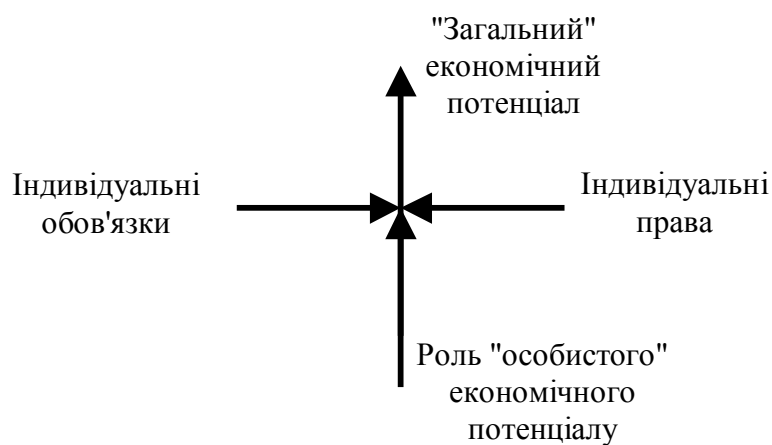 "Загальний"
економічний
потенціал
Індивідуальні
обов'язки
Індивідуальні
права
Роль "особистого"
економічного
потенціалу